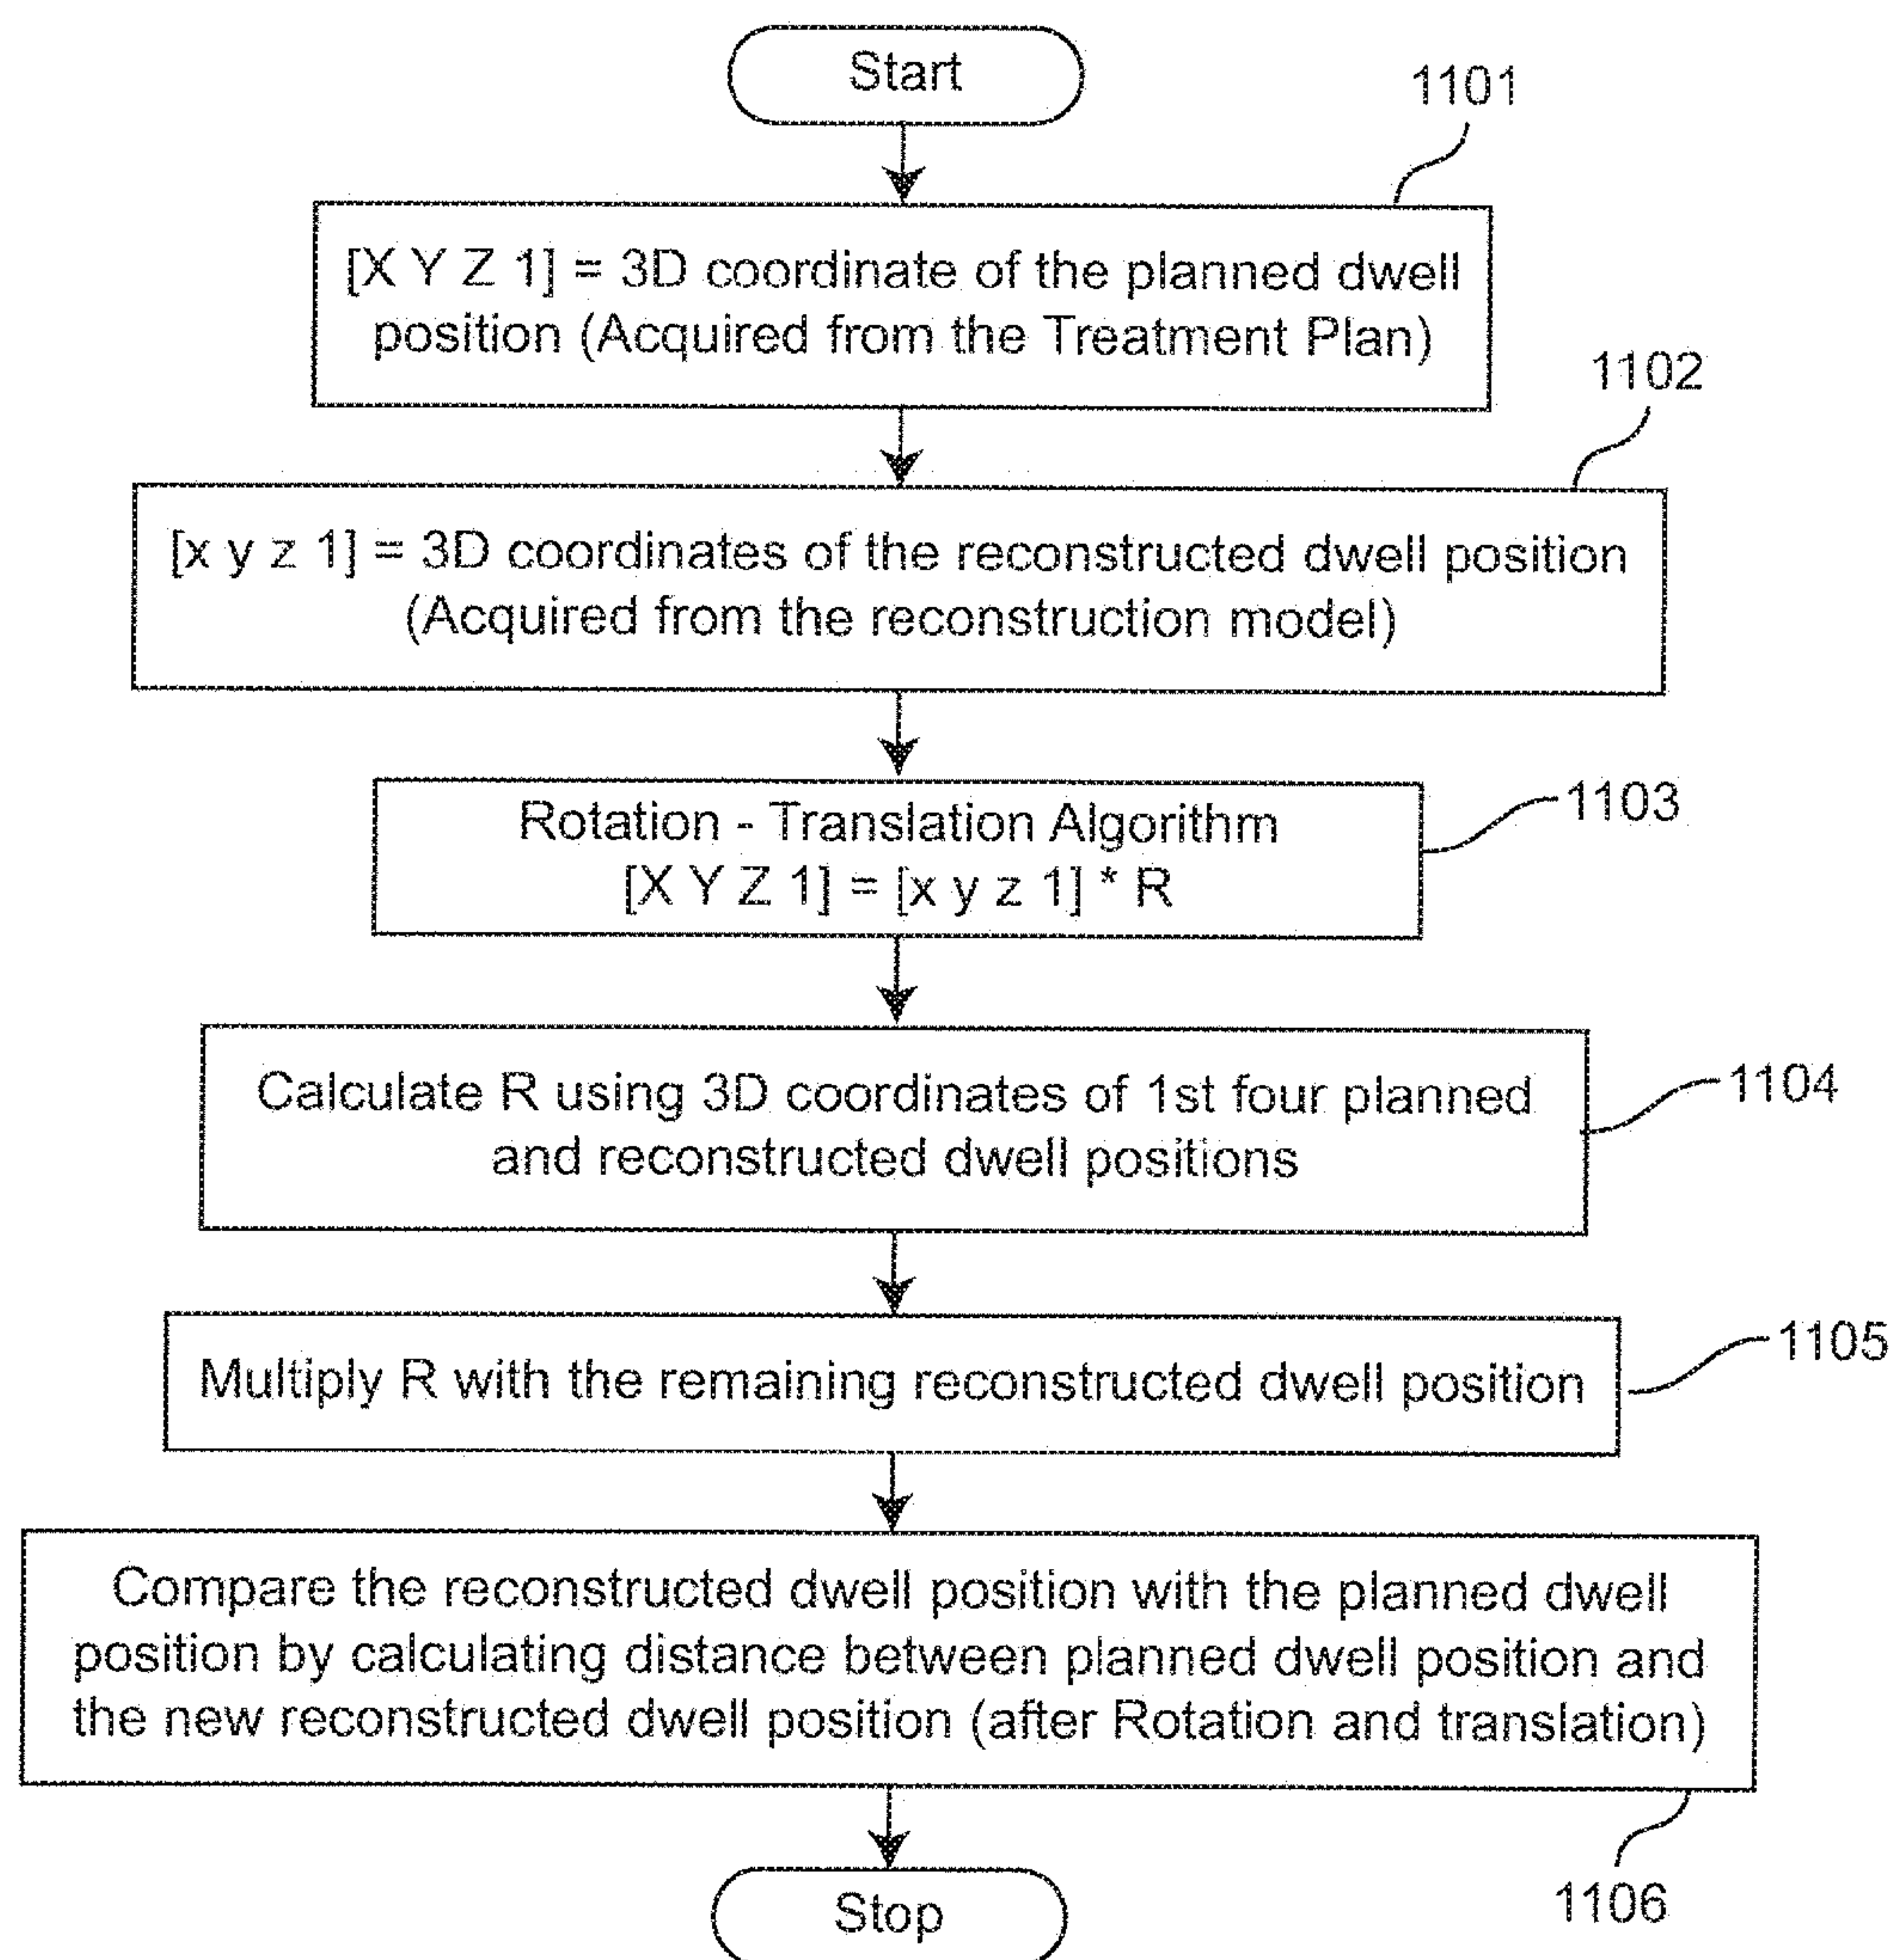 Start
1101
[X Y Z 1] = 3D coordinate of the planned dwell
position (Acquired from the Treatment Plan)
1102
[x y z 1] = 3D coordinates of the reconstructed dwell position
(Acquired from the reconstruction model)
Rotation - Translation Algorithm
1103
[X Y Z 1] = [x y z 1] * R
Calculate R using 3D coordinates of 1st four planned
1104
and reconstructed dwell positions
Multiply R with the remaining reconstructed dwell position
1105
Compare the reconstructed dwell position with the planned dwell
position by calculating distance between planned dwell position and
the new reconstructed dwell position (after Rotation and translation)
1106
Stop